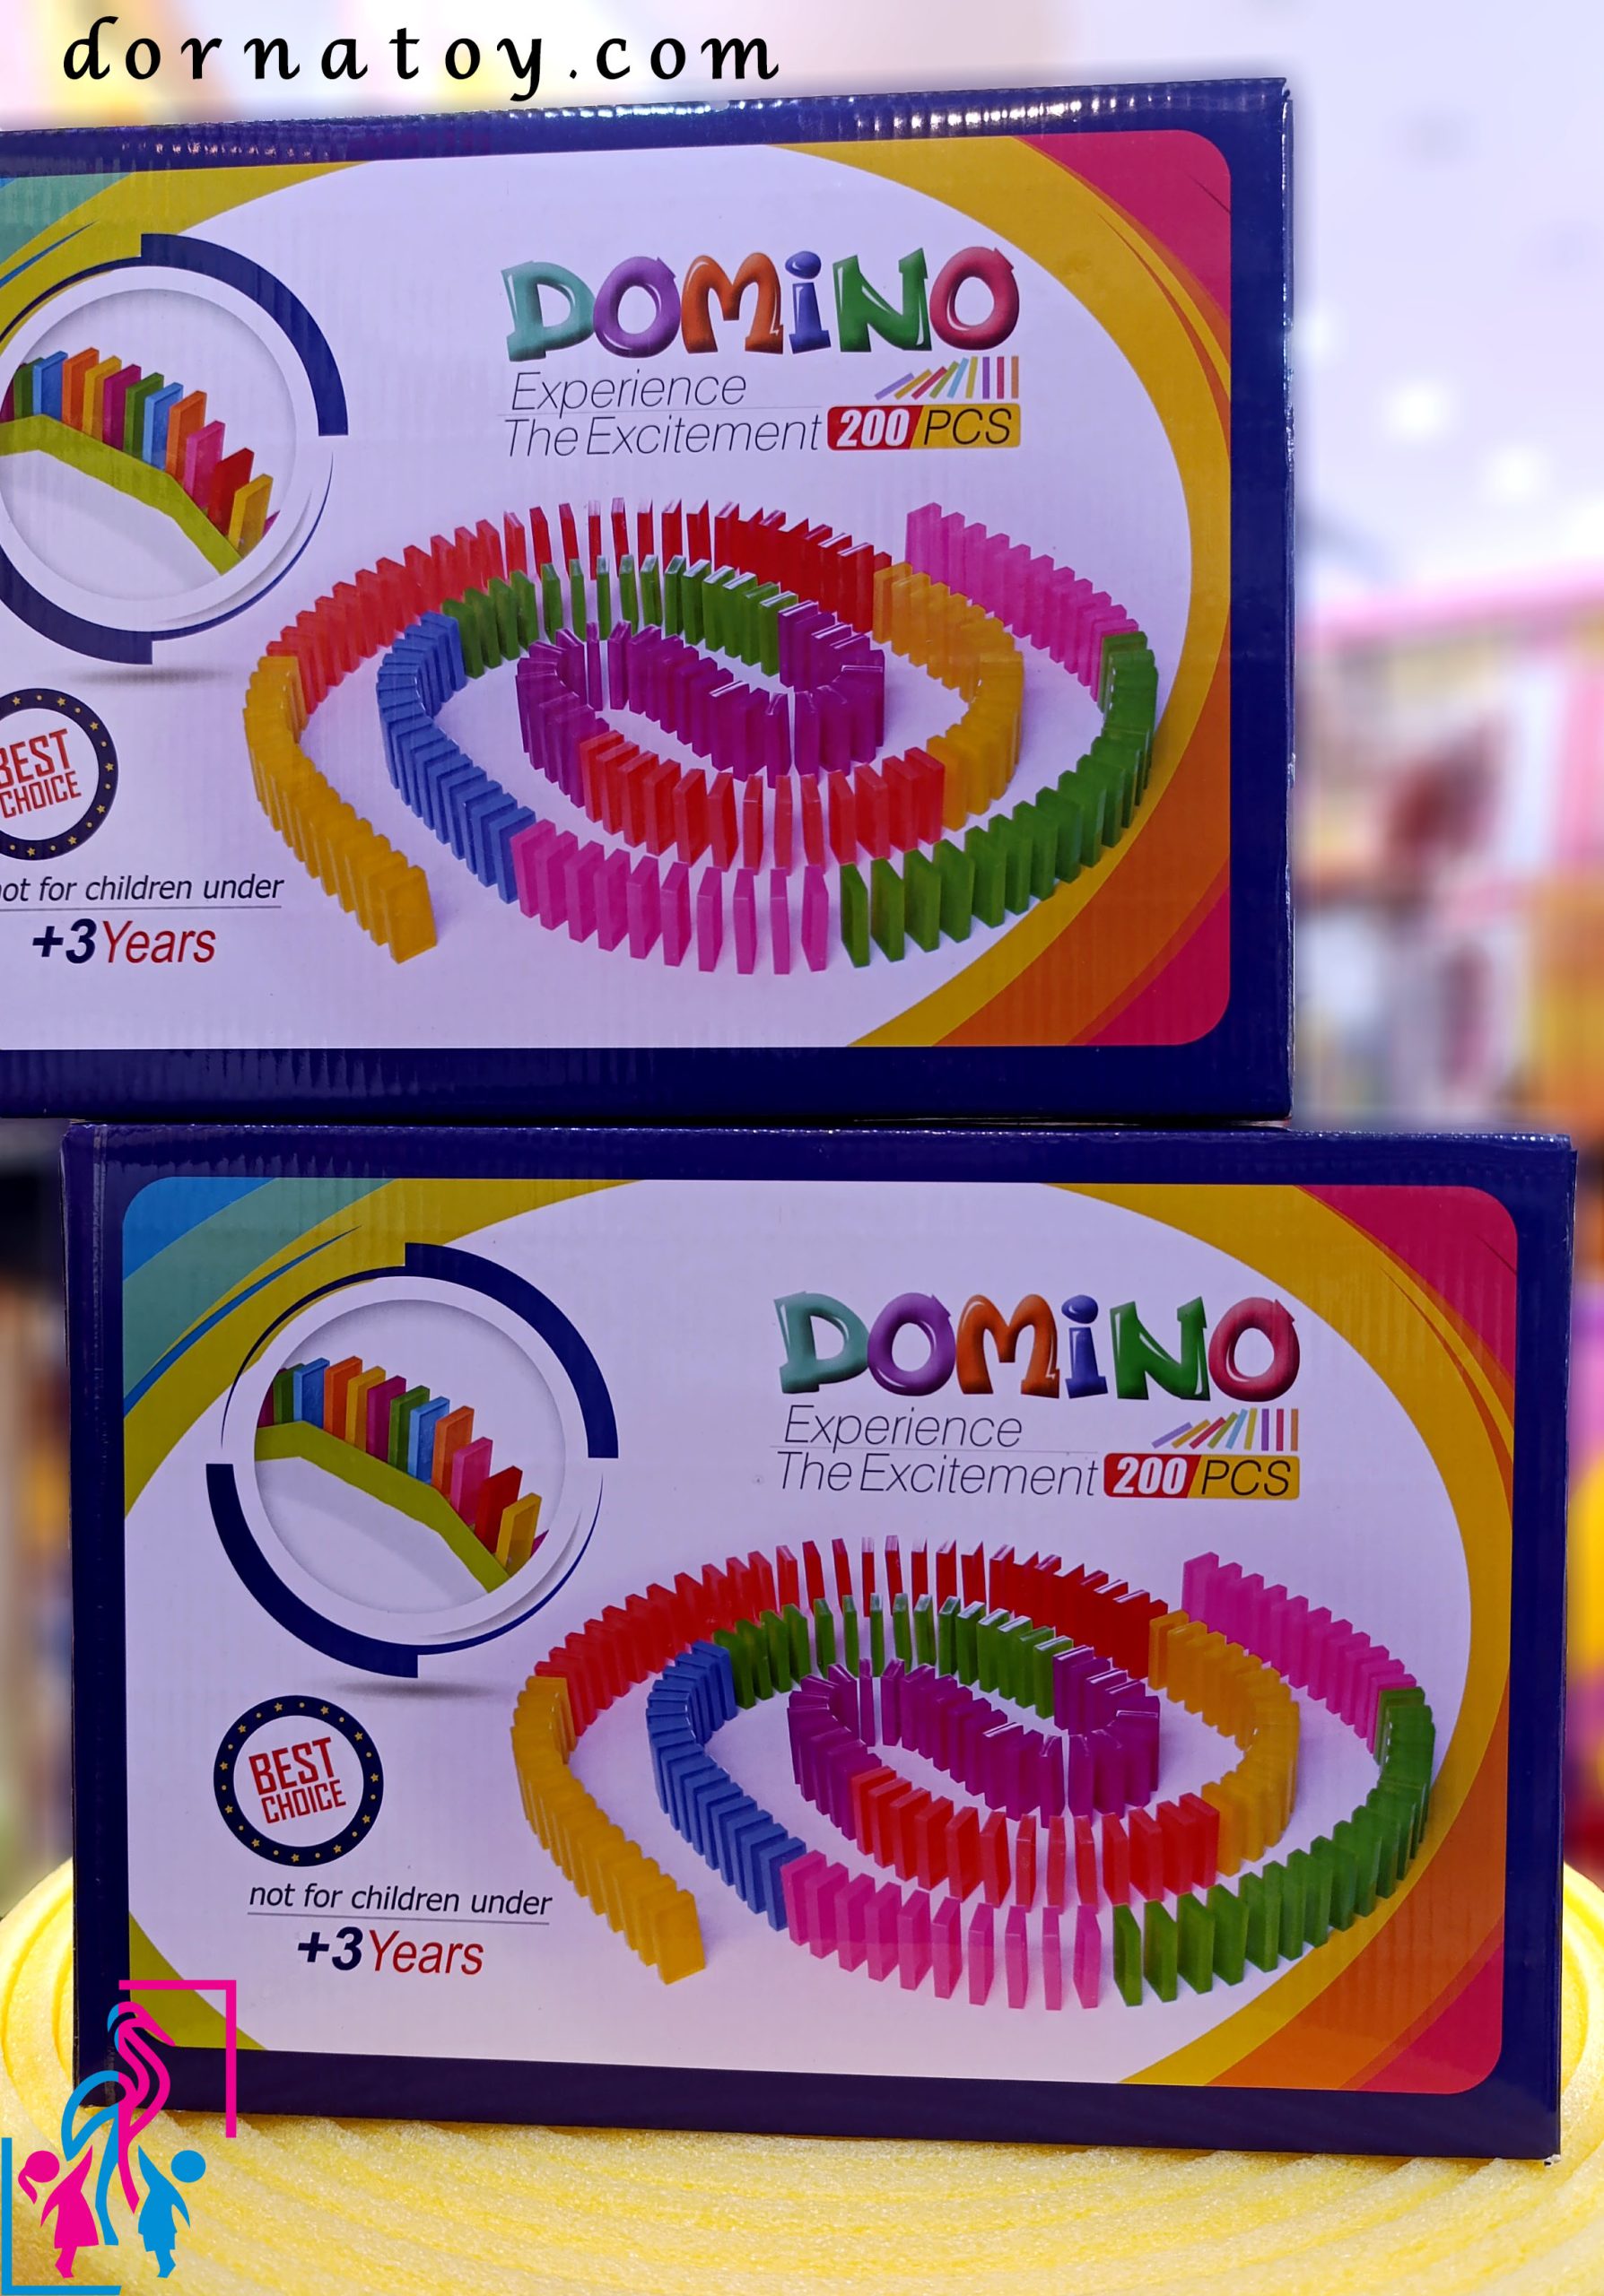 dornatoy.com
DOMiNO
Experience
The Excitement 200 PCS
BEST
CHOICE
not for children under
+3 Years
DOMiNO
Experience
The Excitement 200 PCS
BEST
CHOICE
not for children under
+3 Years